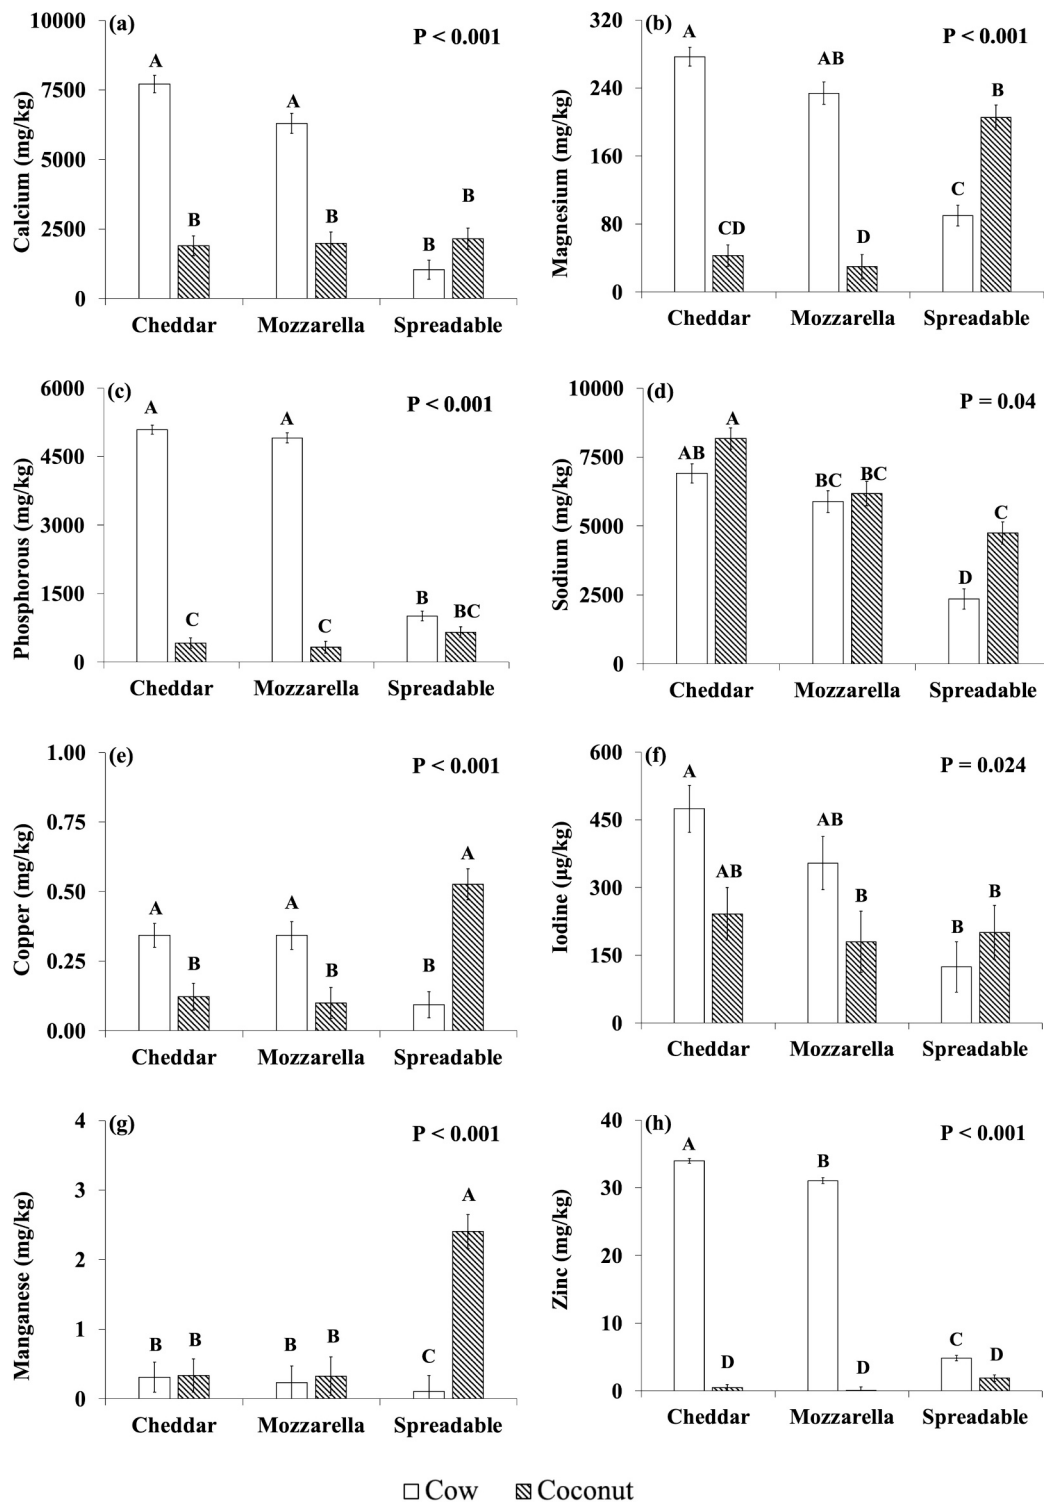 (a)
P < 0.001
Calcium (mg/kg)
10000
7500
5000
2500
0
A
B
A
B
B
B
Cheddar
Mozzarella
Spreadable
(b)
P < 0.001
Magnesium (mg/kg)
320
240
160
80
0
A
CD
AB
D
C
B
Cheddar
Mozzarella
Spreadable
(c)
P < 0.001
Phosphorous (mg/kg)
6000
4500
3000
1500
0
A
C
A
C
B
BC
Cheddar
Mozzarella
Spreadable
(d)
P = 0.04
Sodium (mg/kg)
10000
7500
5000
2500
0
AB
A
BC
BC
D
C
Cheddar
Mozzarella
Spreadable
(e)
P < 0.001
Copper (mg/kg)
1.00
0.75
0.50
0.25
0.00
A
B
A
B
B
A
Cheddar
Mozzarella
Spreadable
(f)
P = 0.024
Iodine (µg/kg)
600
450
300
150
0
A
AB
AB
B
B
B
Cheddar
Mozzarella
Spreadable
(g)
P < 0.001
Manganese (mg/kg)
4
3
2
1
0
B
B
B
B
C
A
Cheddar
Mozzarella
Spreadable
(h)
P < 0.001
Zinc (mg/kg)
40
30
20
10
0
A
D
B
D
C
D
Cheddar
Mozzarella
Spreadable
Cow
Coconut